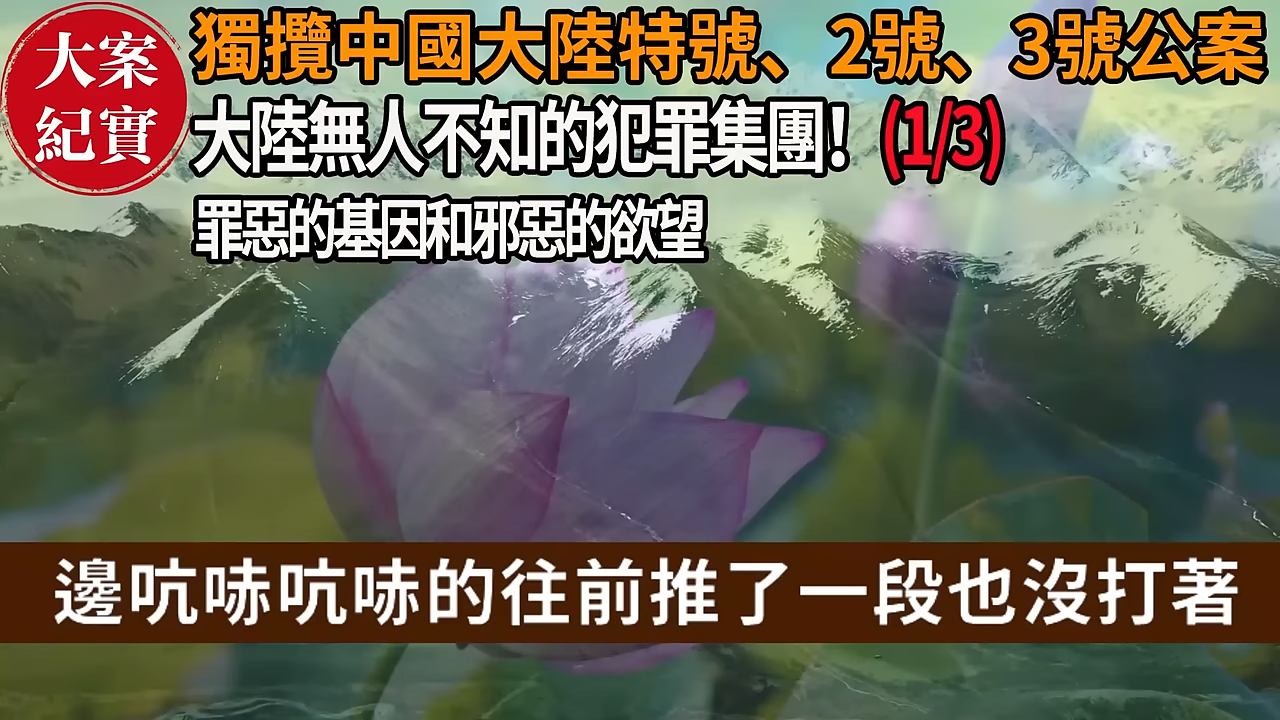 大案
紀實
獨攬中國大陸特號、2號、3號公案
大陸無人不知的犯罪集團！(1/3)
罪惡的基因和邪惡的欲望
邊吭哧吭哧的往前推了一段也沒打著